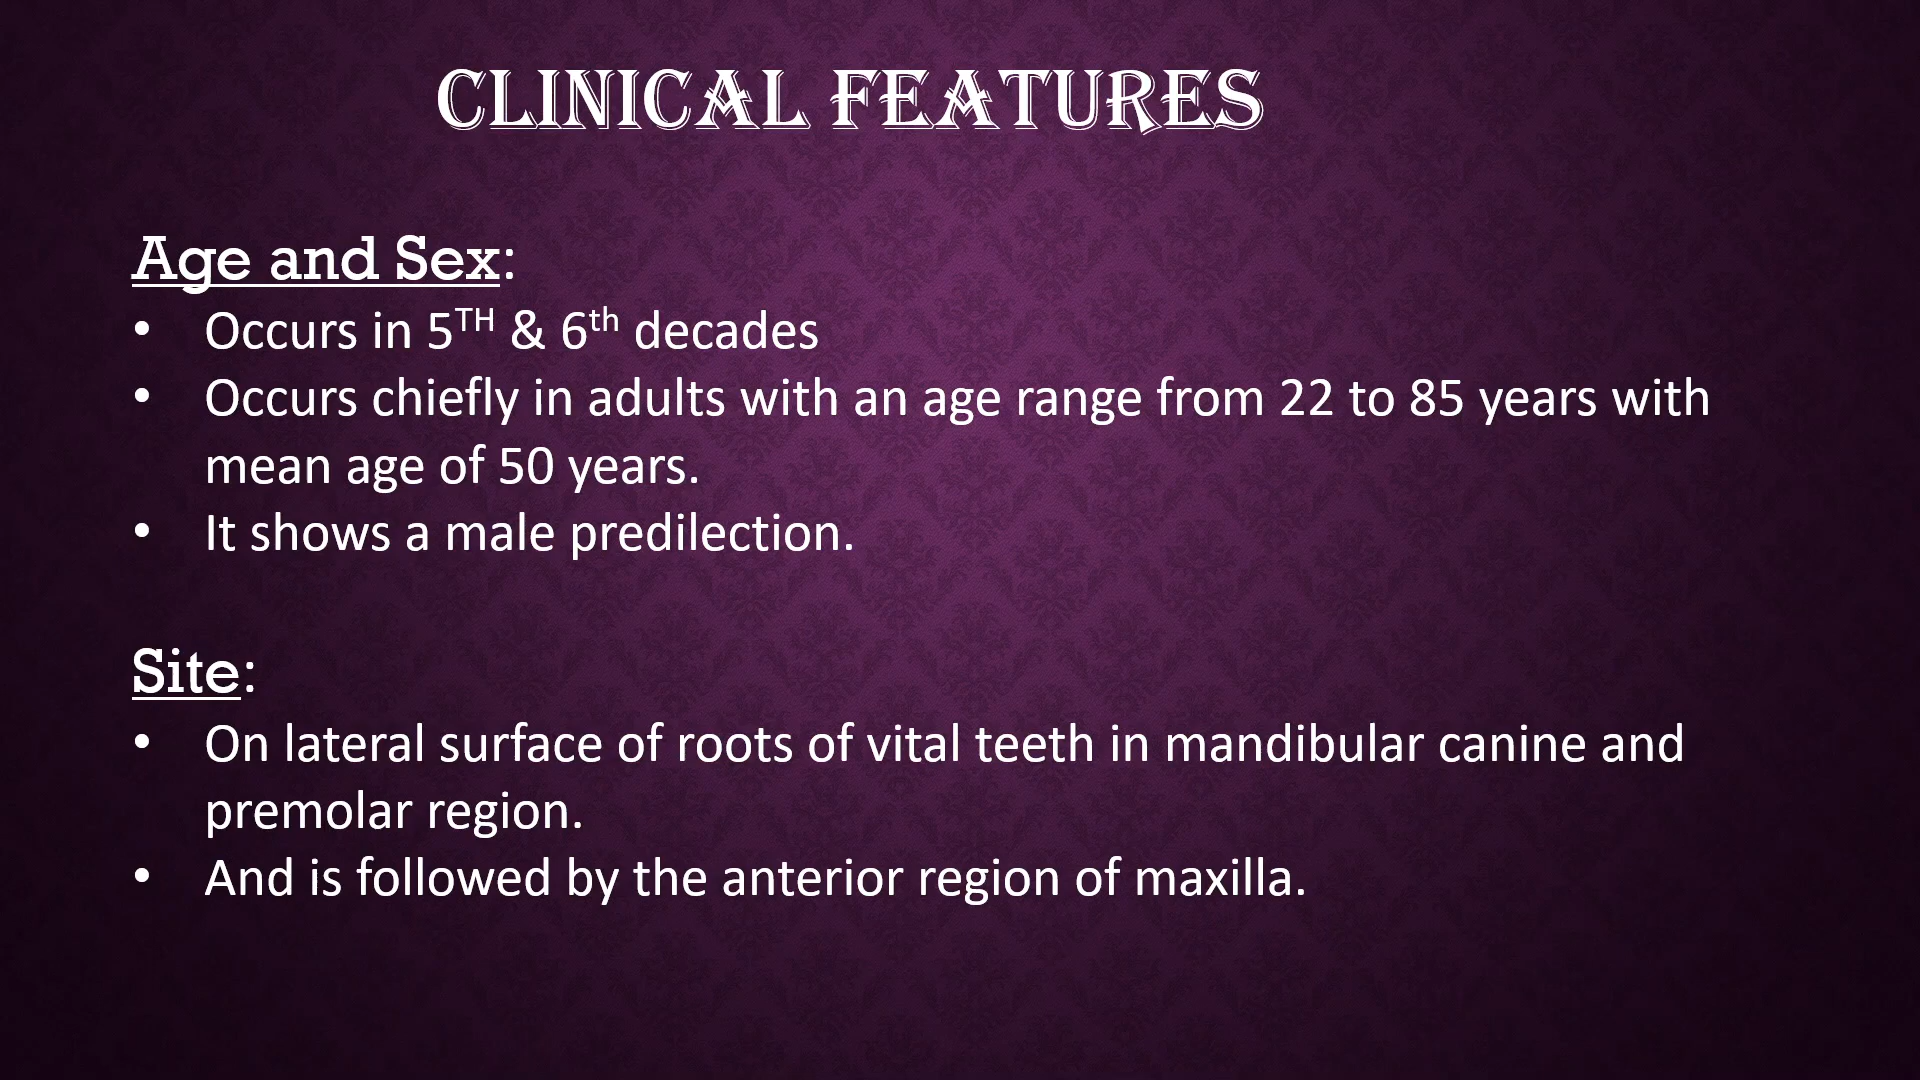 CLINICAL FEATURES
Age and Sex:
• Occurs in 5TH & 6th decades
• Occurs chiefly in adults with an age range from 22 to 85 years with
mean age of 50 years.
• It shows a male predilection.
Site:
• On lateral surface of roots of vital teeth in mandibular canine and
premolar region.
• And is followed by the anterior region of maxilla.